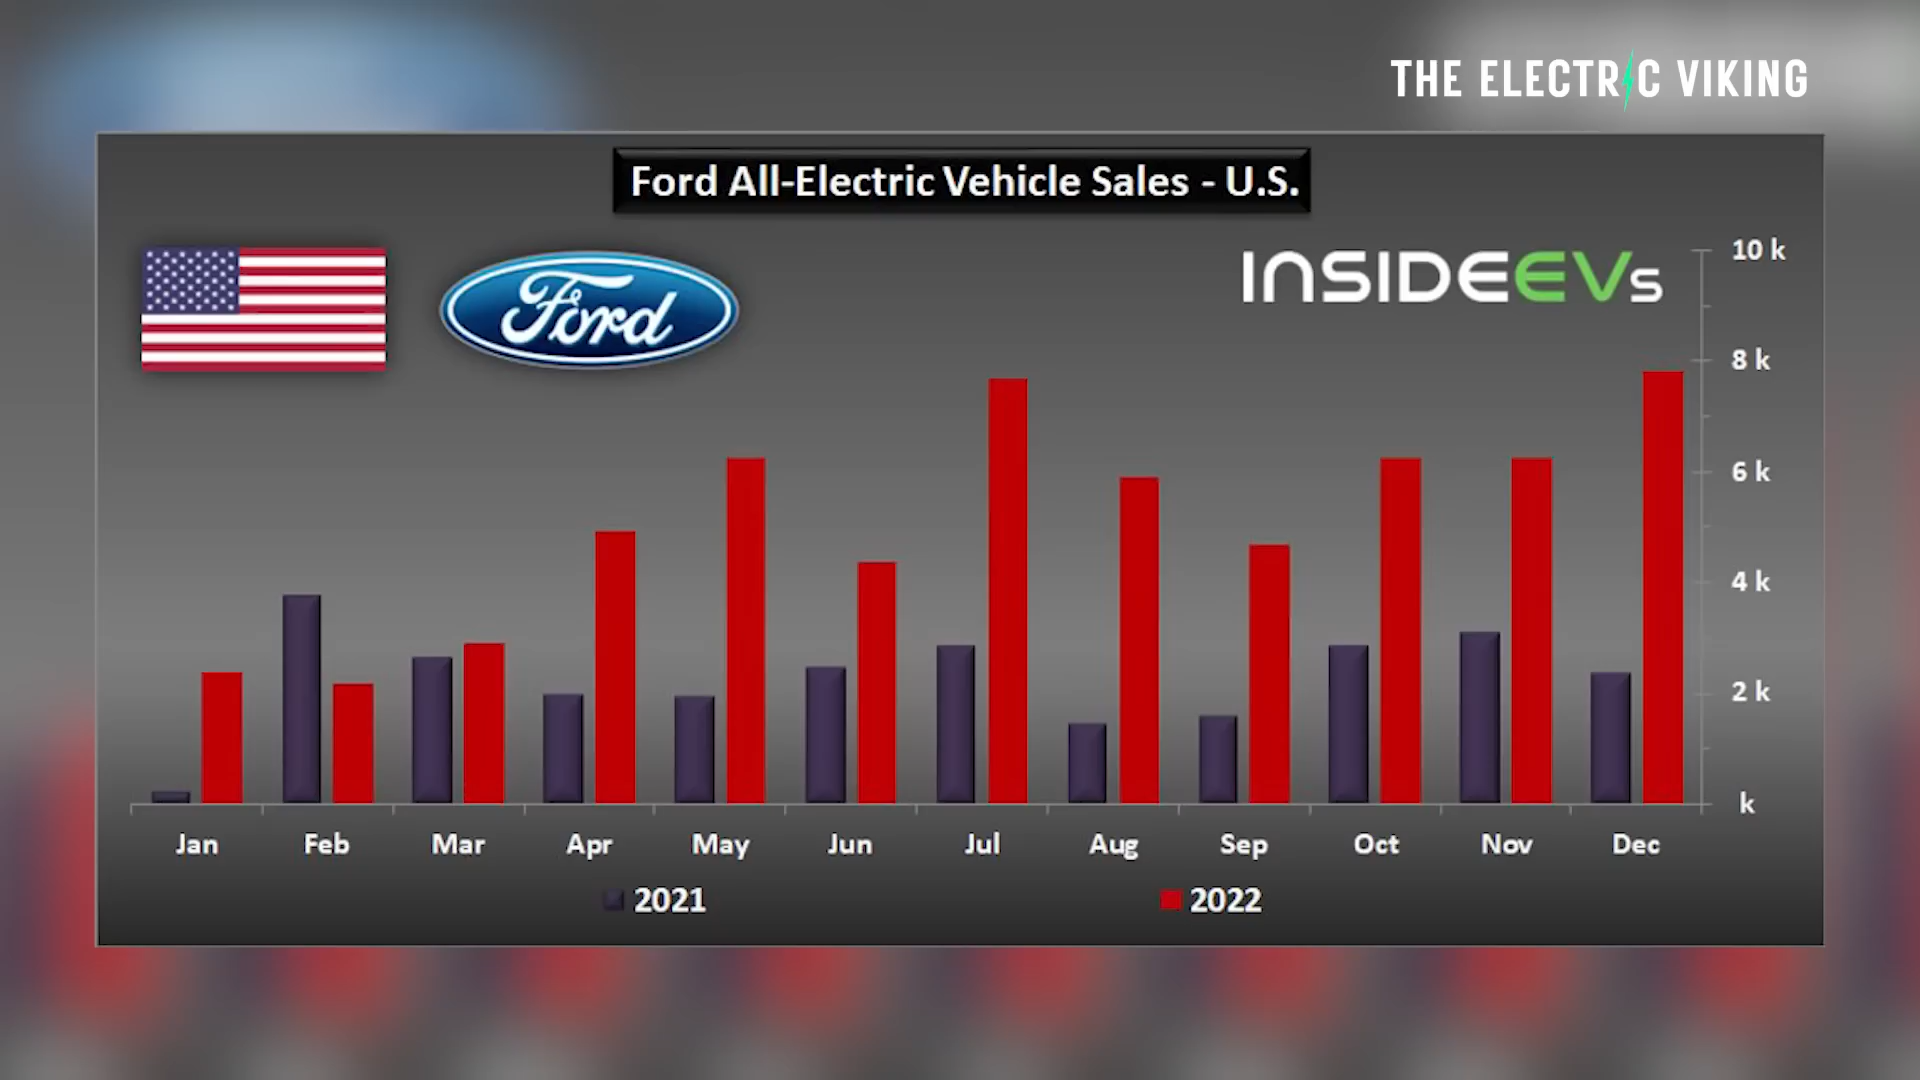 THE ELECTRIC VIKING
Ford All-Electric Vehicle Sales - U.S.
Ford
INSIDEEVs
10 k
8 k
6 k
4 k
2 k
k
Jan Feb Mar Apr May Jun Jul Aug Sep Oct Nov Dec
2021 2022